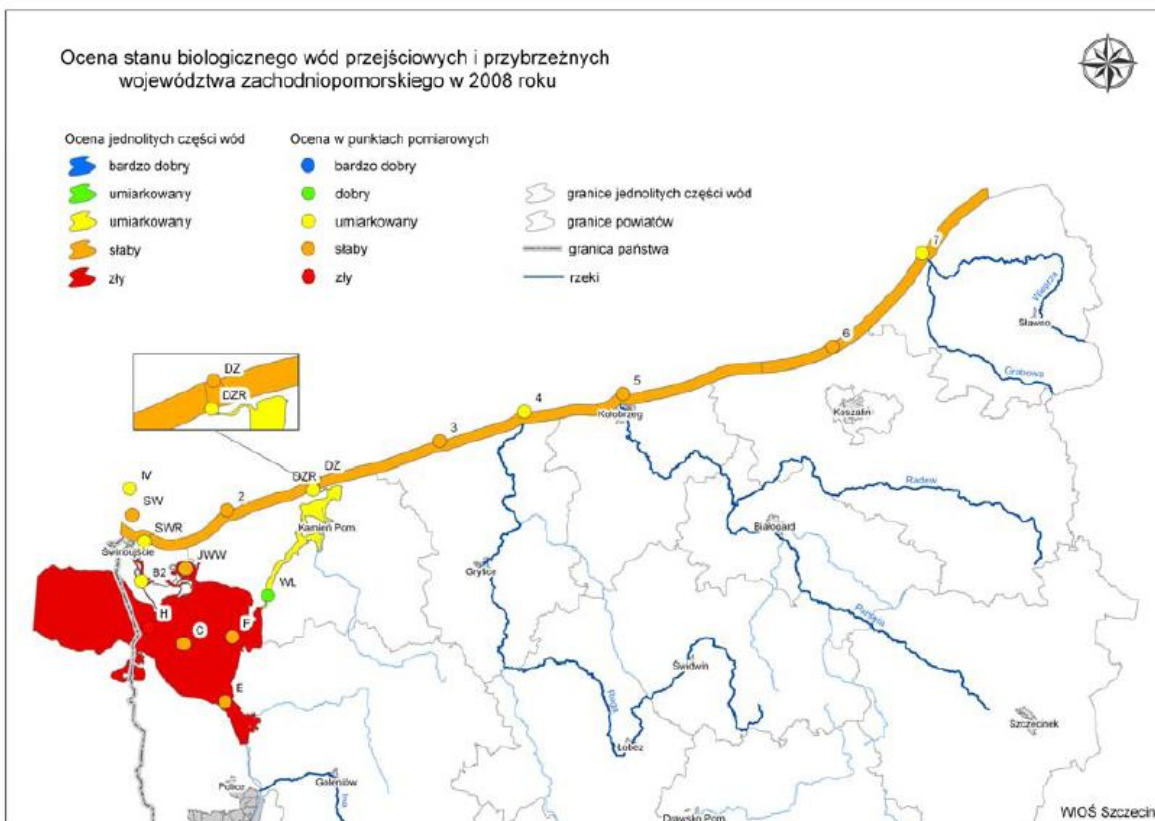 Ocena stanu biologicznego wód przejściowych i przybrzeżnych
województwa zachodniopomorskiego w 2008 roku
Ocena jednolitych części wód
bardzo dobry
umiarkowany
umiarkowany
słaby
zły
Ocena w punktach pomiarowych
bardzo dobry
dobry
umiarkowany
słaby
zły
granice jednolitych części wód
granice powiatów
granica państwa
rzeki
7
Wieprza
Sławno
Grabowa
6
DZ
DZR
5
4
Kołobrzeg
Koszalin
3
DZ
DZR
IV
SW
2
Kamień Pom.
Radew
SWR
Świnoujście
Białogard
JWW
B2
WL
Gryfice
H
F
Parsęta
C
Świdwin
E
Rega
Szczecinek
Łobez
Police
Goleniów
Ina
Drawsko Pom.
WIOŚ Szczecin